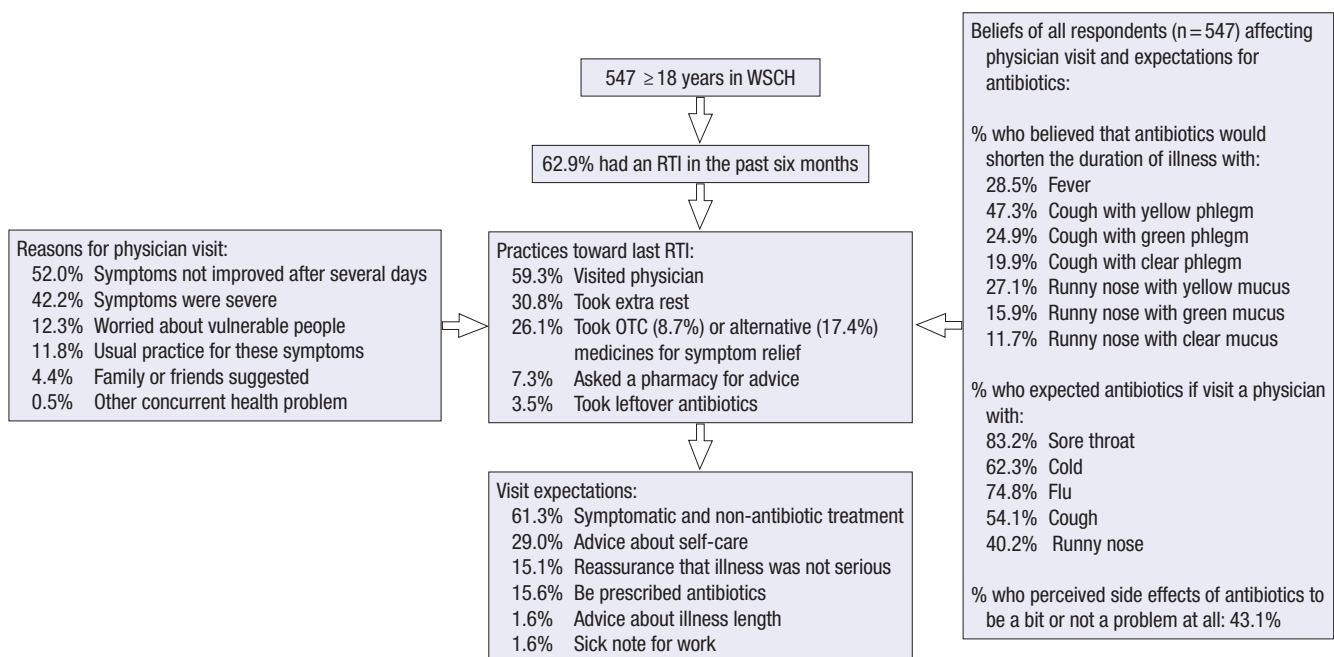 547 ≥ 18 years in WSCH
62.9% had an RTI in the past six months
Reasons for physician visit:
52.0% Symptoms not improved after several days
42.2% Symptoms were severe
12.3% Worried about vulnerable people
11.8% Usual practice for these symptoms
4.4% Family or friends suggested
0.5% Other concurrent health problem
Practices toward last RTI:
59.3% Visited physician
30.8% Took extra rest
26.1% Took OTC (8.7%) or alternative (17.4%)
medicines for symptom relief
7.3% Asked a pharmacy for advice
3.5% Took leftover antibiotics
Visit expectations:
61.3% Symptomatic and non-antibiotic treatment
29.0% Advice about self-care
15.1% Reassurance that illness was not serious
15.6% Be prescribed antibiotics
1.6% Advice about illness length
1.6% Sick note for work
Beliefs of all respondents (n = 547) affecting
physician visit and expectations for
antibiotics:
% who believed that antibiotics would
shorten the duration of illness with:
28.5% Fever
47.3% Cough with yellow phlegm
24.9% Cough with green phlegm
19.9% Cough with clear phlegm
27.1% Runny nose with yellow mucus
15.9% Runny nose with green mucus
11.7% Runny nose with clear mucus
% who expected antibiotics if visit a physician
with:
83.2% Sore throat
62.3% Cold
74.8% Flu
54.1% Cough
40.2% Runny nose
% who perceived side effects of antibiotics to
be a bit or not a problem at all: 43.1%